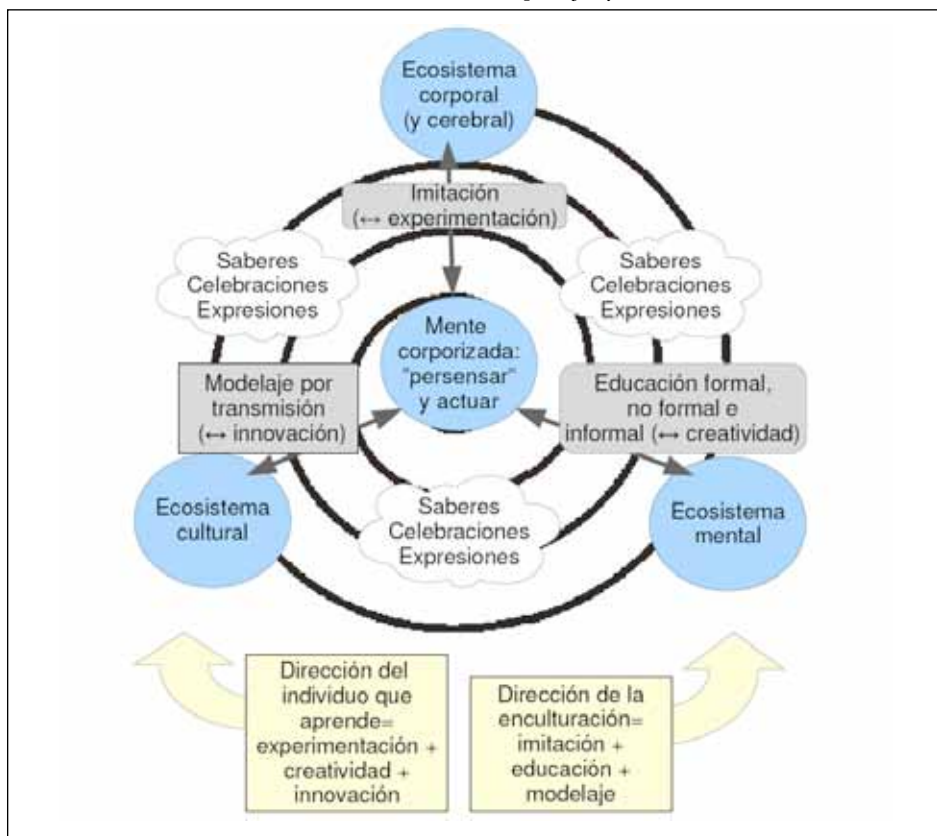 Ecosistema
corporal
(y cerebral)
Imitación
(↔ experimentación)
Saberes
Celebraciones
Expresiones
Saberes
Celebraciones
Expresiones
Mente
corporizada:
"persensar"
y actuar
Modelaje por
transmisión
(↔ innovación)
Educación formal,
no formal e
informal (↔ creatividad)
Ecosistema
cultural
Saberes
Celebraciones
Expresiones
Ecosistema
mental
Dirección del
individuo que
aprende=
experimentación +
creatividad +
innovación
Dirección de la
enculturación=
imitación +
educación +
modelaje